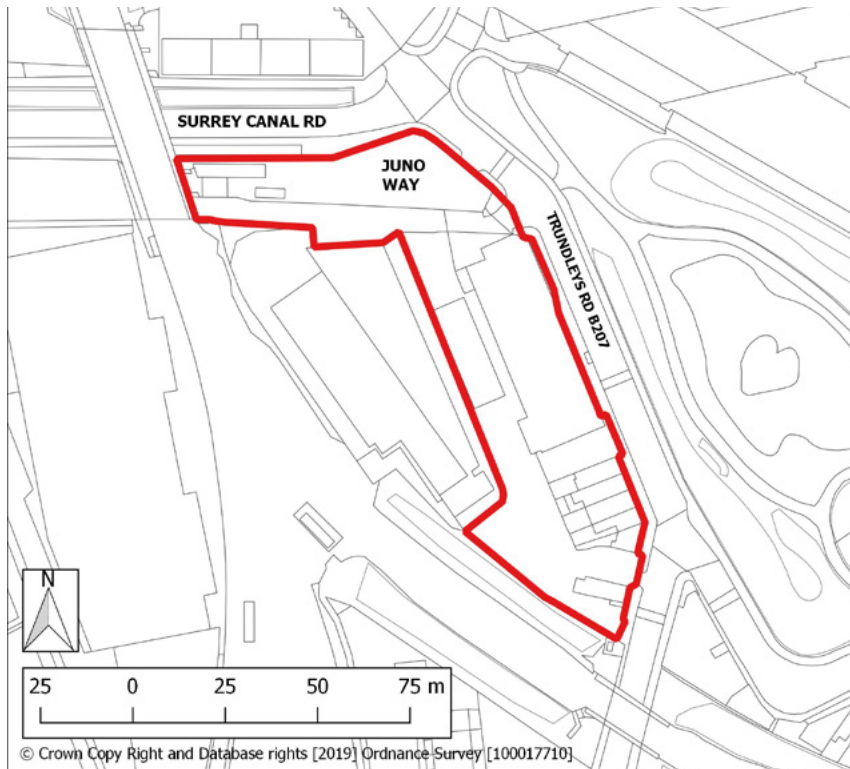 SURREY CANAL RD
JUNO
WAY
TRUNDLEYS RD B207
N
25 0 25 50 75 m
© Crown Copy Right and Database rights [2019] Ordnance Survey [100017710]